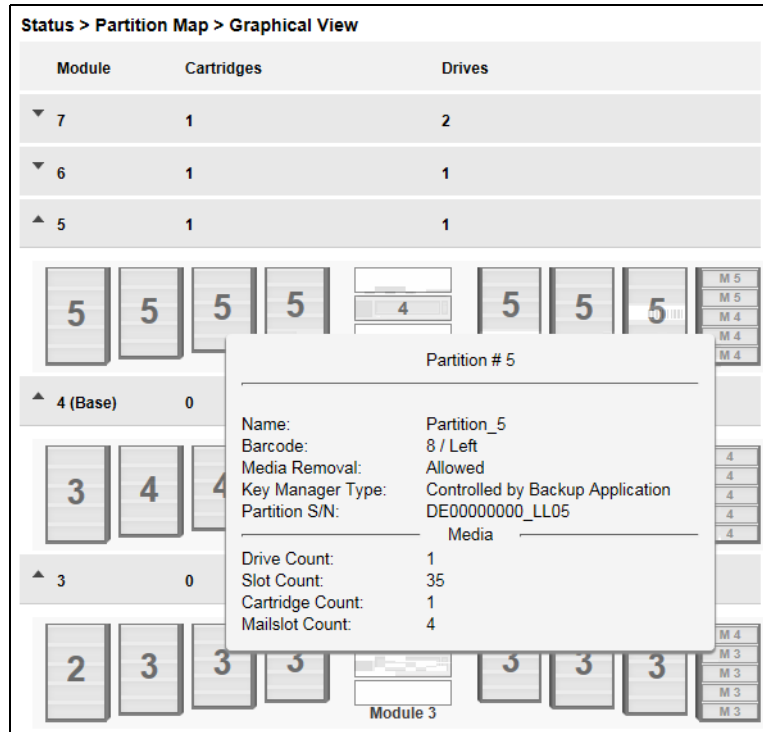 Status > Partition Map > Graphical View
Module Cartridges Drives
7 1 2
6 1 1
5 1 1
5 5 5 5 4 5 5 5
M 5
M 5
M 4
M 4
M 4
Partition # 5
4 (Base) 0
Name: Partition_5
Barcode: 8 / Left
Media Removal: Allowed
Key Manager Type: Controlled by Backup Application
Partition S/N: DE00000000_LL05
Media
Drive Count: 1
Slot Count: 35
Cartridge Count: 1
Mailslot Count: 4
3 4 4
4
4
4
4
4
3 0
2 3 3 3 3 3 3
M 4
M 3
M 3
M 3
M 3
Module 3